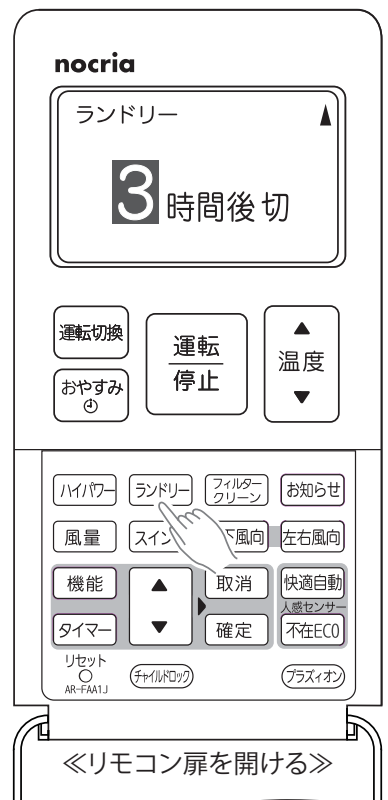 nocria
ランドリー
3時間後切
運転切換
運転
停止
温度
おやすみ
ハイパワー
ランドリー
フィルター
クリーン
お知らせ
風量
スイン
下風向
左右風向
機能
取消
快適自動
人感センサー
タイマー
確定
不在ECO
リセット
AR-FAA1J
チャイルドロック
プラズィオン
≪リモコン扉を開ける≫